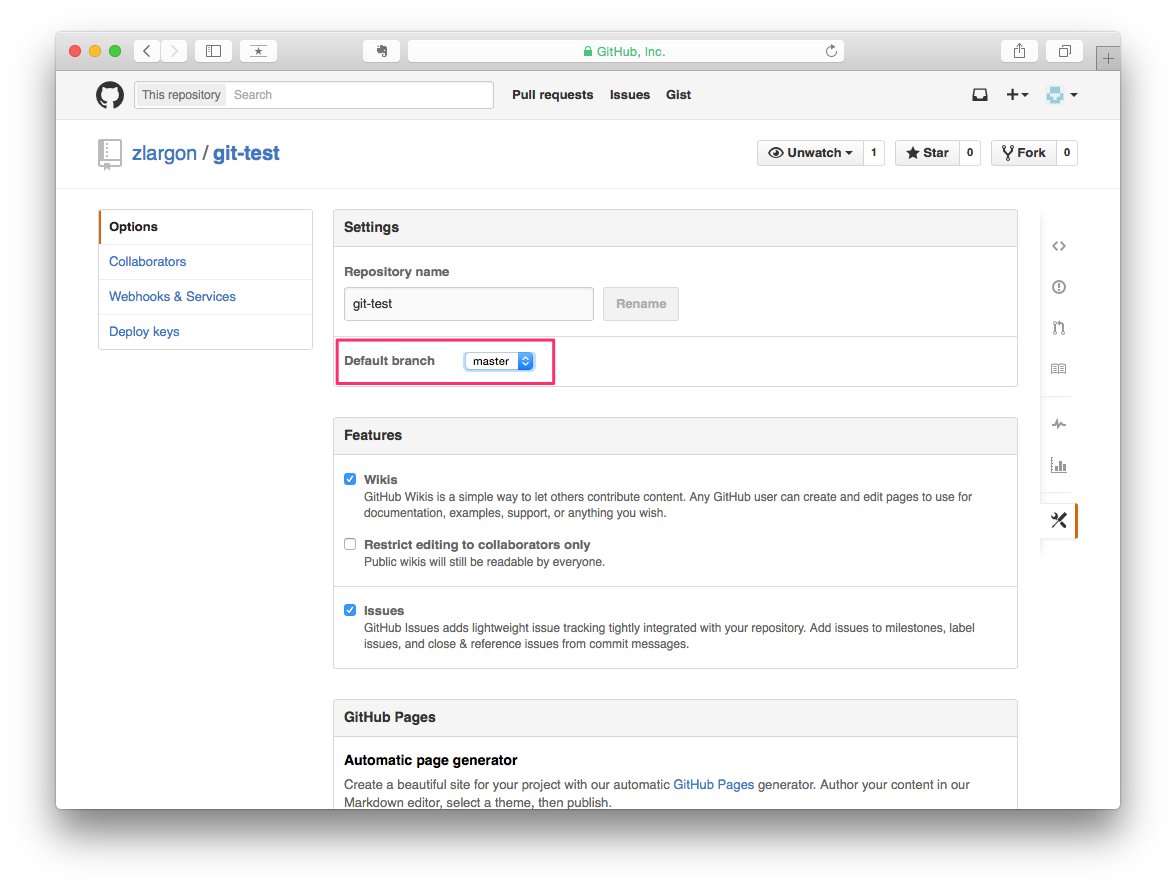 GitHub, Inc.
This repository Search Pull requests Issues Gist
zlargon / git-test Unwatch 1 Star 0 Fork 0
Options
Collaborators
Webhooks & Services
Deploy keys
Settings
Repository name
git-test Rename
Default branch master
Features
Wikis
GitHub Wikis is a simple way to let others contribute content. Any GitHub user can create and edit pages to use for
documentation, examples, support, or anything you wish.
Restrict editing to collaborators only
Public wikis will still be readable by everyone.
Issues
GitHub Issues adds lightweight issue tracking tightly integrated with your repository. Add issues to milestones, label
issues, and close & reference issues from commit messages.
GitHub Pages
Automatic page generator
Create a beautiful site for your project with our automatic GitHub Pages generator. Author your content in our
Markdown editor, select a theme, then publish.